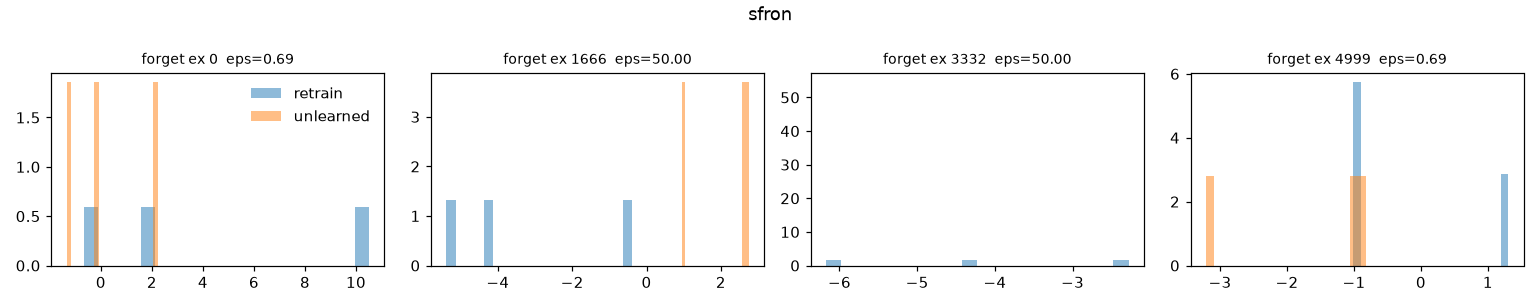 sfron
forget ex 0  eps=0.69
forget ex 1666  eps=50.00
forget ex 3332  eps=50.00
forget ex 4999  eps=0.69
retrain
unlearned
0.0
0.5
1.0
1.5
0 2 4 6 8 10
0
1
2
3
−4 −2 0 2
0
10
20
30
40
50
−6 −5 −4 −3
0
2
4
6
−3 −2 −1 0 1